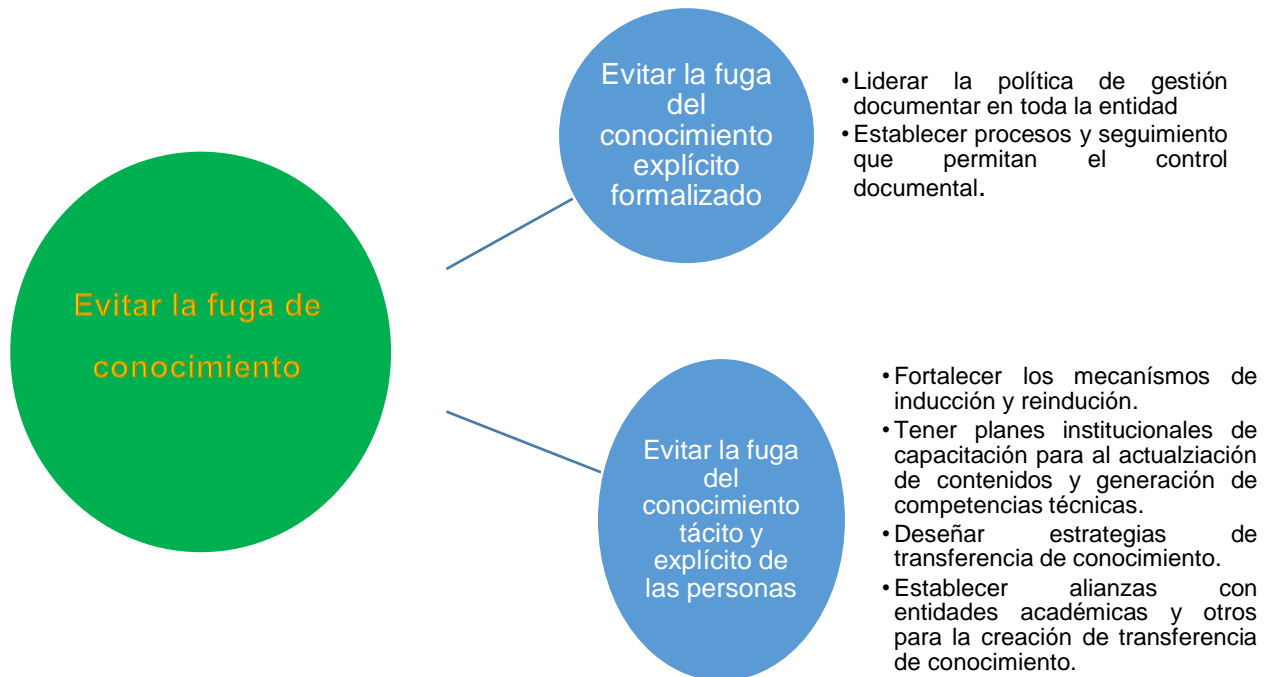 Evitar la fuga de
conocimiento
Evitar la fuga
del
conocimiento
explícito
formalizado
•Liderar la política de gestión
documentar en toda la entidad
•Establecer procesos y seguimiento
que permitan el control
documental.
Evitar la fuga
del
conocimiento
tácito y
explícito de
las personas
•Fortalecer los mecanísmos de
inducción y reindución.
•Tener planes institucionales de
capacitación para al actualziación
de contenidos y generación de
competencias técnicas.
•Deseñar estrategias de
transferencia de conocimiento.
•Establecer alianzas con
entidades académicas y otros
para la creación de transferencia
de conocimiento.